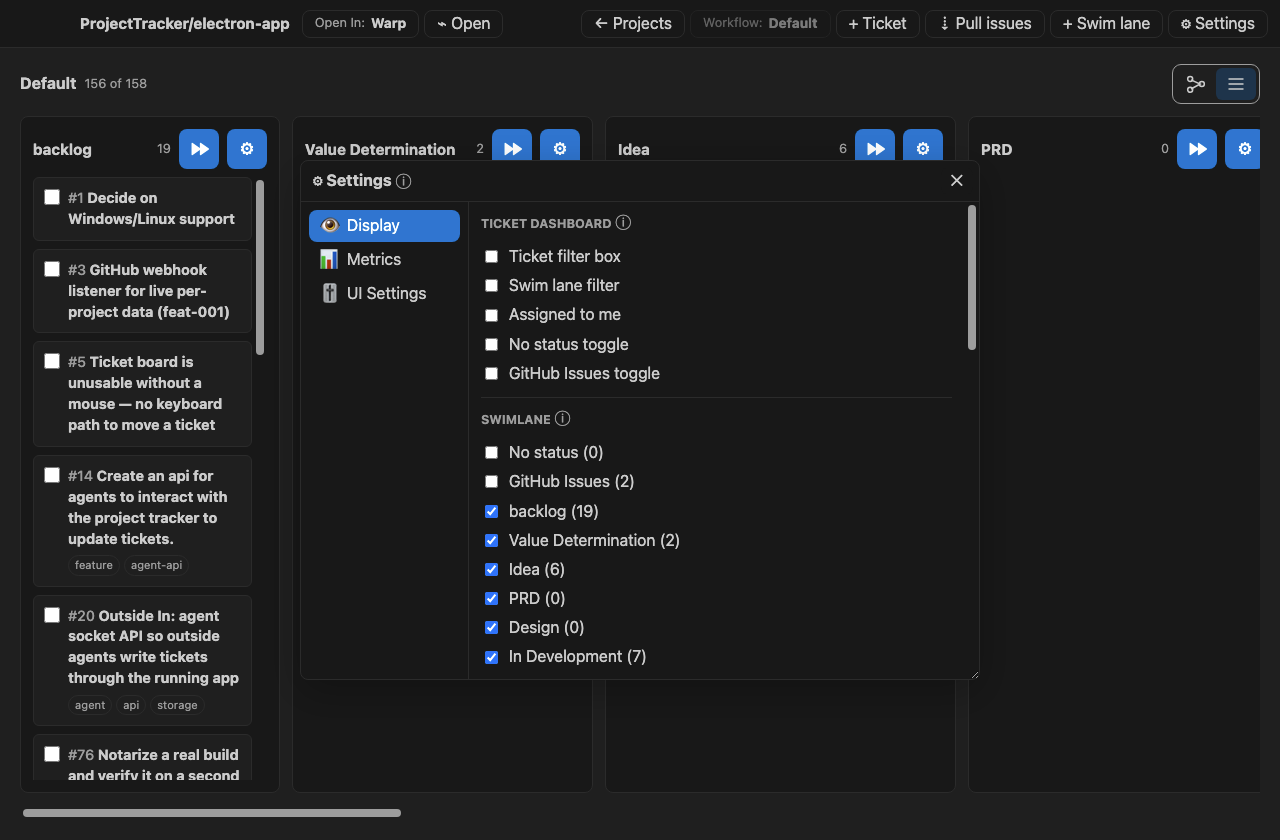 ProjectTracker/electron-app
Open In: Warp
Open
← Projects
Workflow: Default
+ Ticket
⇣ Pull issues
+ Swim lane
⚙ Settings
Default 156 of 158
backlog 19
Value Determination 2
Idea 6
PRD 0
#1 Decide on
Windows/Linux support
#3 GitHub webhook
listener for live per-
project data (feat-001)
#5 Ticket board is
unusable without a
mouse — no keyboard
path to move a ticket
#14 Create an api for
agents to interact with
the project tracker to
update tickets.
feature agent-api
#20 Outside In: agent
socket API so outside
agents write tickets
through the running app
agent api storage
#76 Notarize a real build
and verify it on a second
⚙ Settings ⓘ
Display
Metrics
UI Settings
TICKET DASHBOARD ⓘ
Ticket filter box
Swim lane filter
Assigned to me
No status toggle
GitHub Issues toggle
SWIMLANE ⓘ
No status (0)
GitHub Issues (2)
backlog (19)
Value Determination (2)
Idea (6)
PRD (0)
Design (0)
In Development (7)